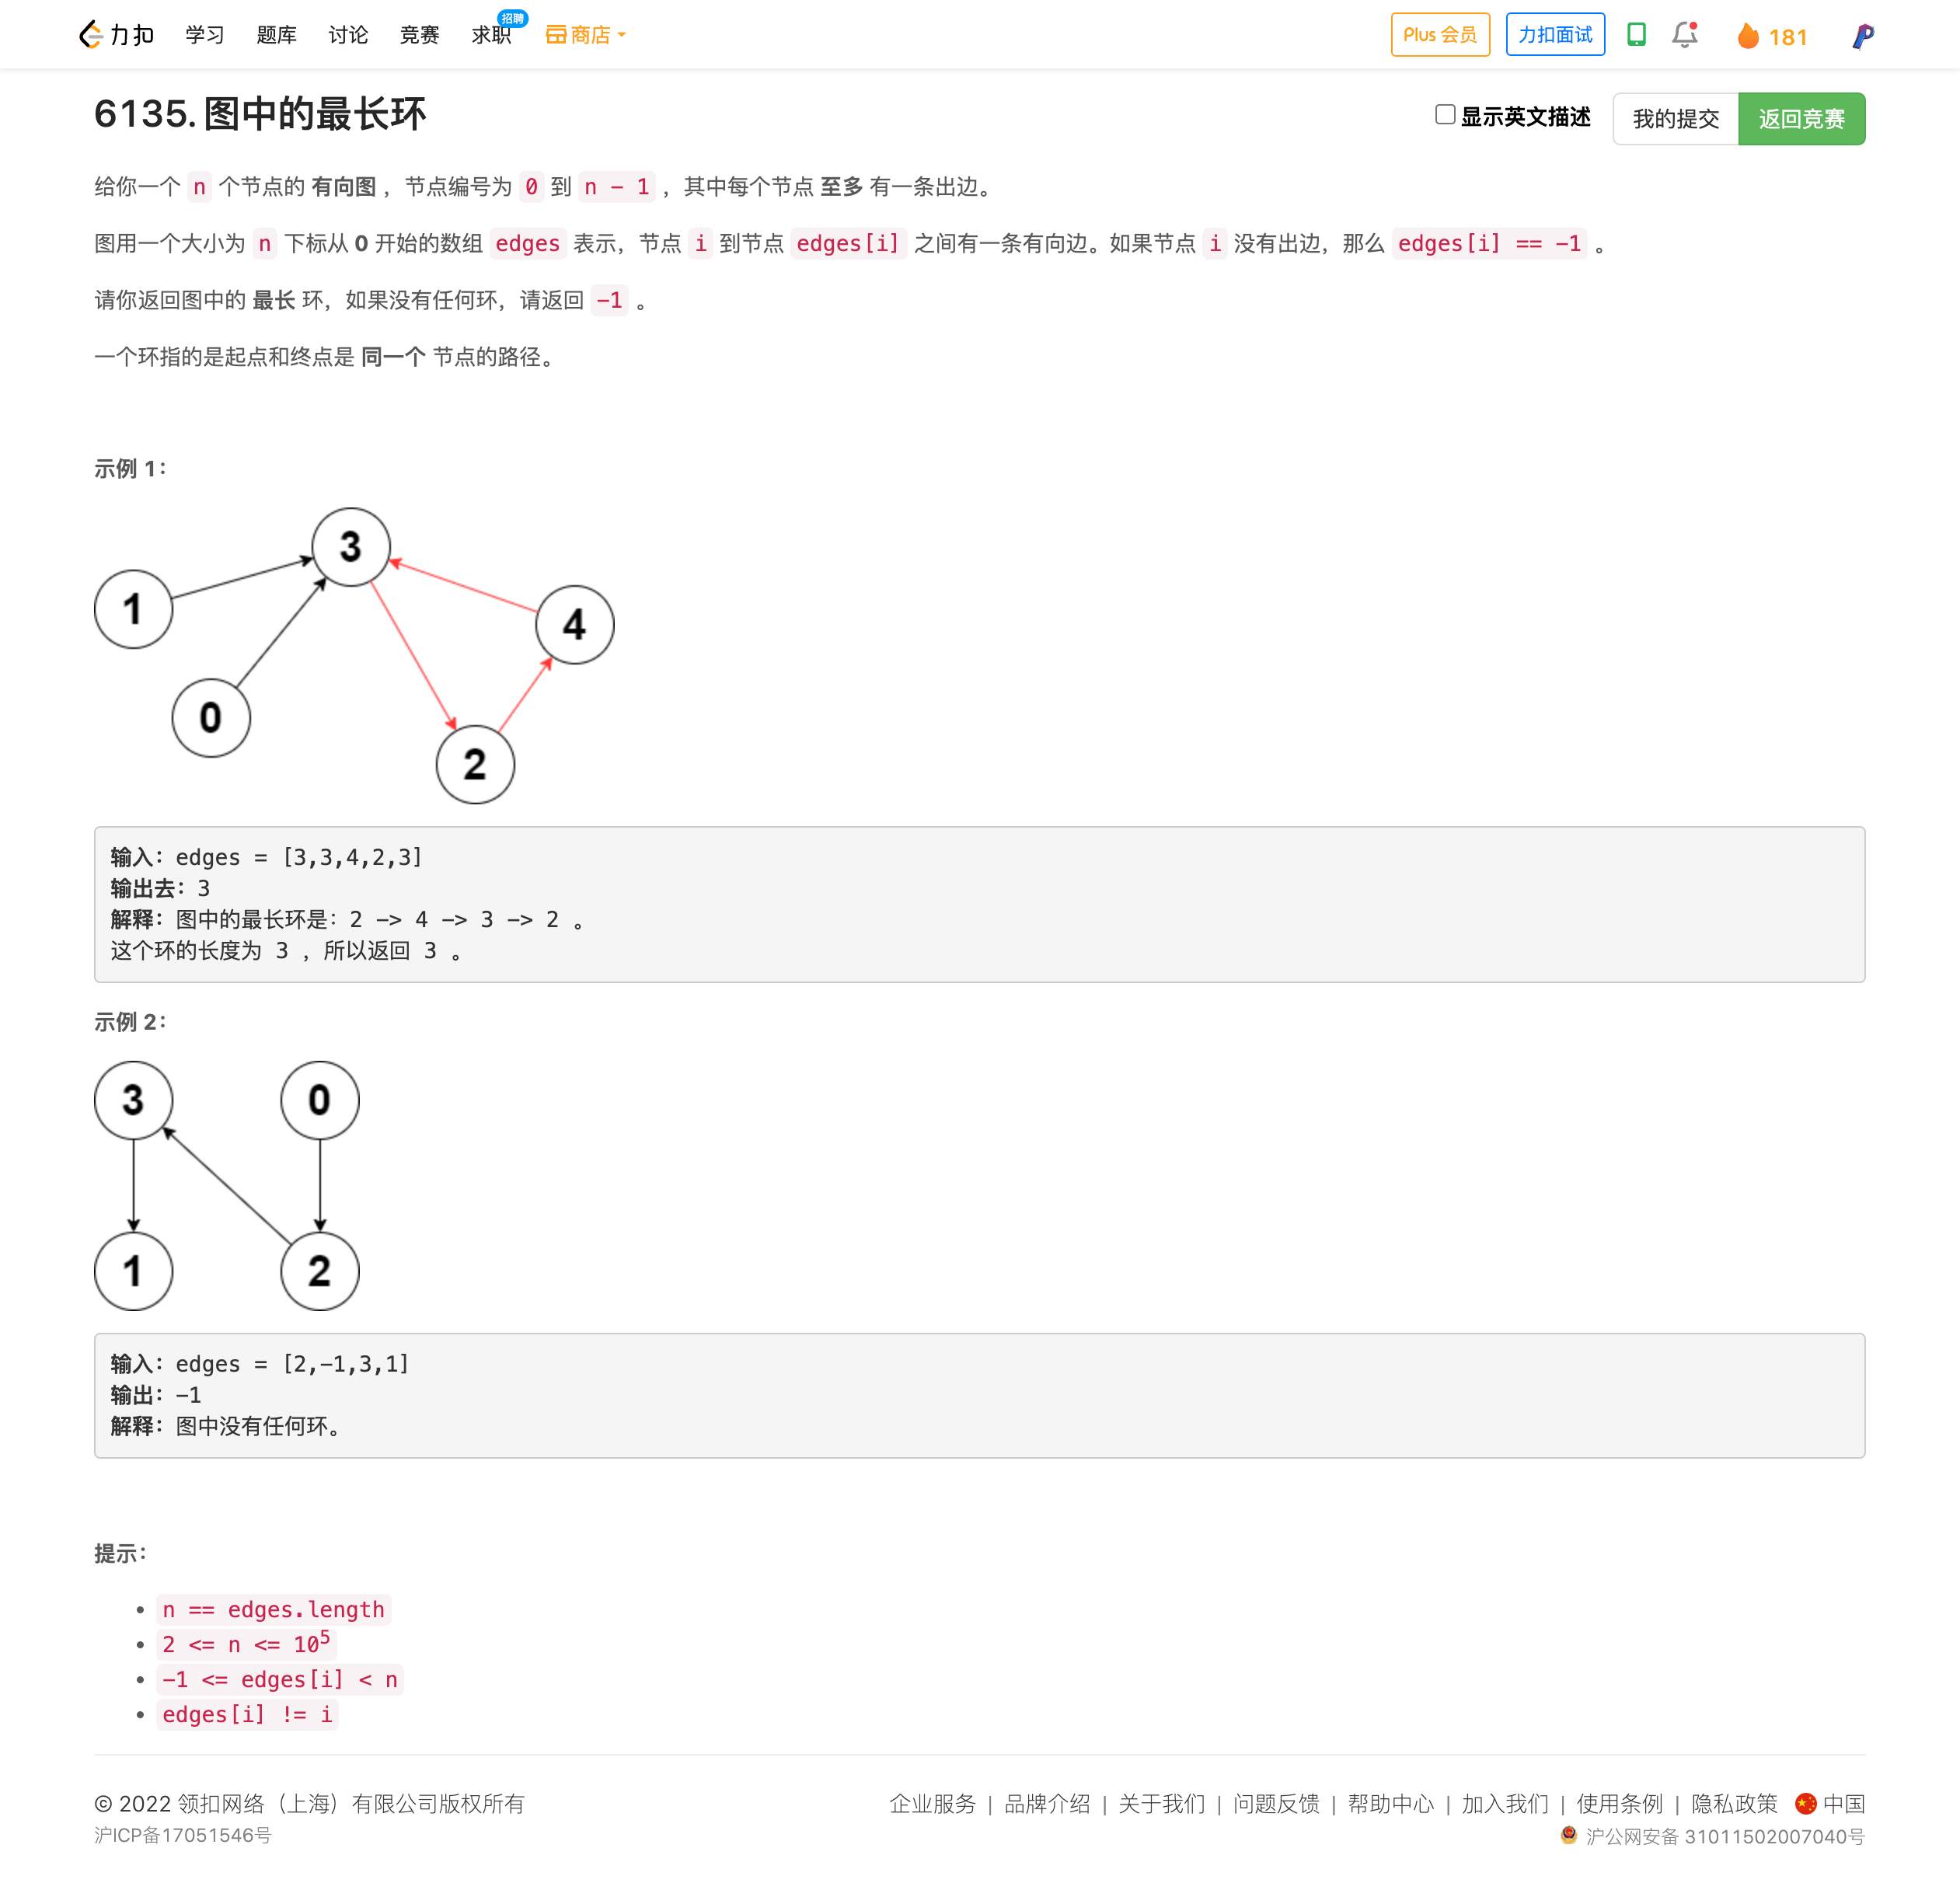 力扣 学习 题库 讨论 竞赛 求职 招聘 商店 Plus 会员 力扣面试 181
6135. 图中的最长环 显示英文描述 我的提交 返回竞赛
给你一个 n 个节点的 有向图 ，节点编号为 0 到 n - 1 ，其中每个节点 至多 有一条出边。
图用一个大小为 n 下标从 0 开始的数组 edges 表示，节点 i 到节点 edges[i] 之间有一条有向边。如果节点 i 没有出边，那么 edges[i] == -1 。
请你返回图中的 最长 环，如果没有任何环，请返回 -1 。
一个环指的是起点和终点是 同一个 节点的路径。
示例 1：
3
1
4
0
2
输入：edges = [3,3,4,2,3]
输出去：3
解释：图中的最长环是：2 -> 4 -> 3 -> 2 。
这个环的长度为 3 ，所以返回 3 。
示例 2：
3 0
1 2
输入：edges = [2,-1,3,1]
输出：-1
解释：图中没有任何环。
提示：
• n == edges.length
• 2 <= n <= 10⁵
• -1 <= edges[i] < n
• edges[i] != i
© 2022 领扣网络（上海）有限公司版权所有 企业服务 | 品牌介绍 | 关于我们 | 问题反馈 | 帮助中心 | 加入我们 | 使用条例 | 隐私政策 中国
沪ICP备17051546号 沪公网安备 31011502007040号